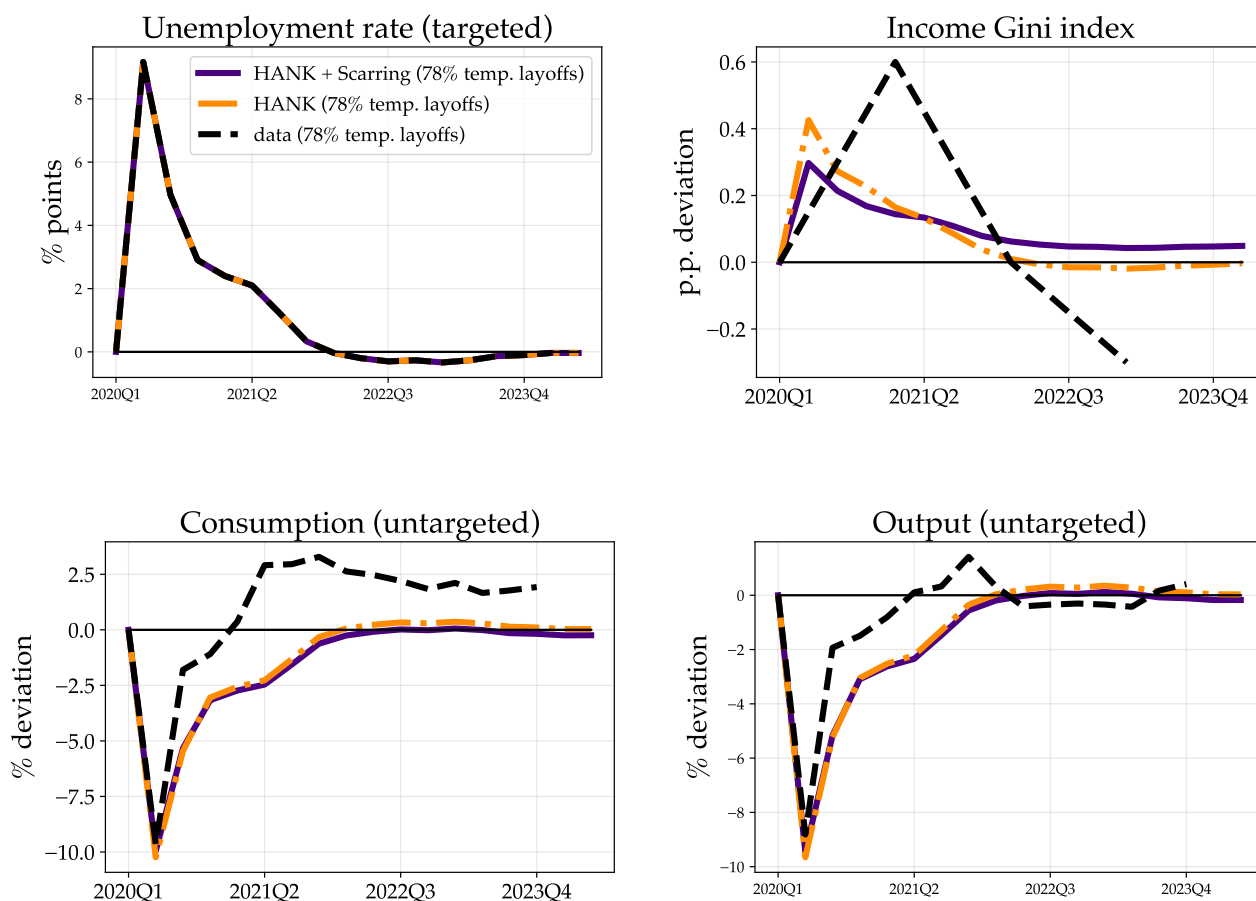 Unemployment rate (targeted)
% points
8
6
4
2
0
2020Q1
2021Q2
2022Q3
2023Q4
HANK + Scarring (78% temp. layoffs)
HANK (78% temp. layoffs)
data (78% temp. layoffs)
Income Gini index
p.p. deviation
0.6
0.4
0.2
0.0
−0.2
2020Q1
2021Q2
2022Q3
2023Q4
Consumption (untargeted)
% deviation
2.5
0.0
−2.5
−5.0
−7.5
−10.0
2020Q1
2021Q2
2022Q3
2023Q4
Output (untargeted)
% deviation
0
−2
−4
−6
−8
−10
2020Q1
2021Q2
2022Q3
2023Q4